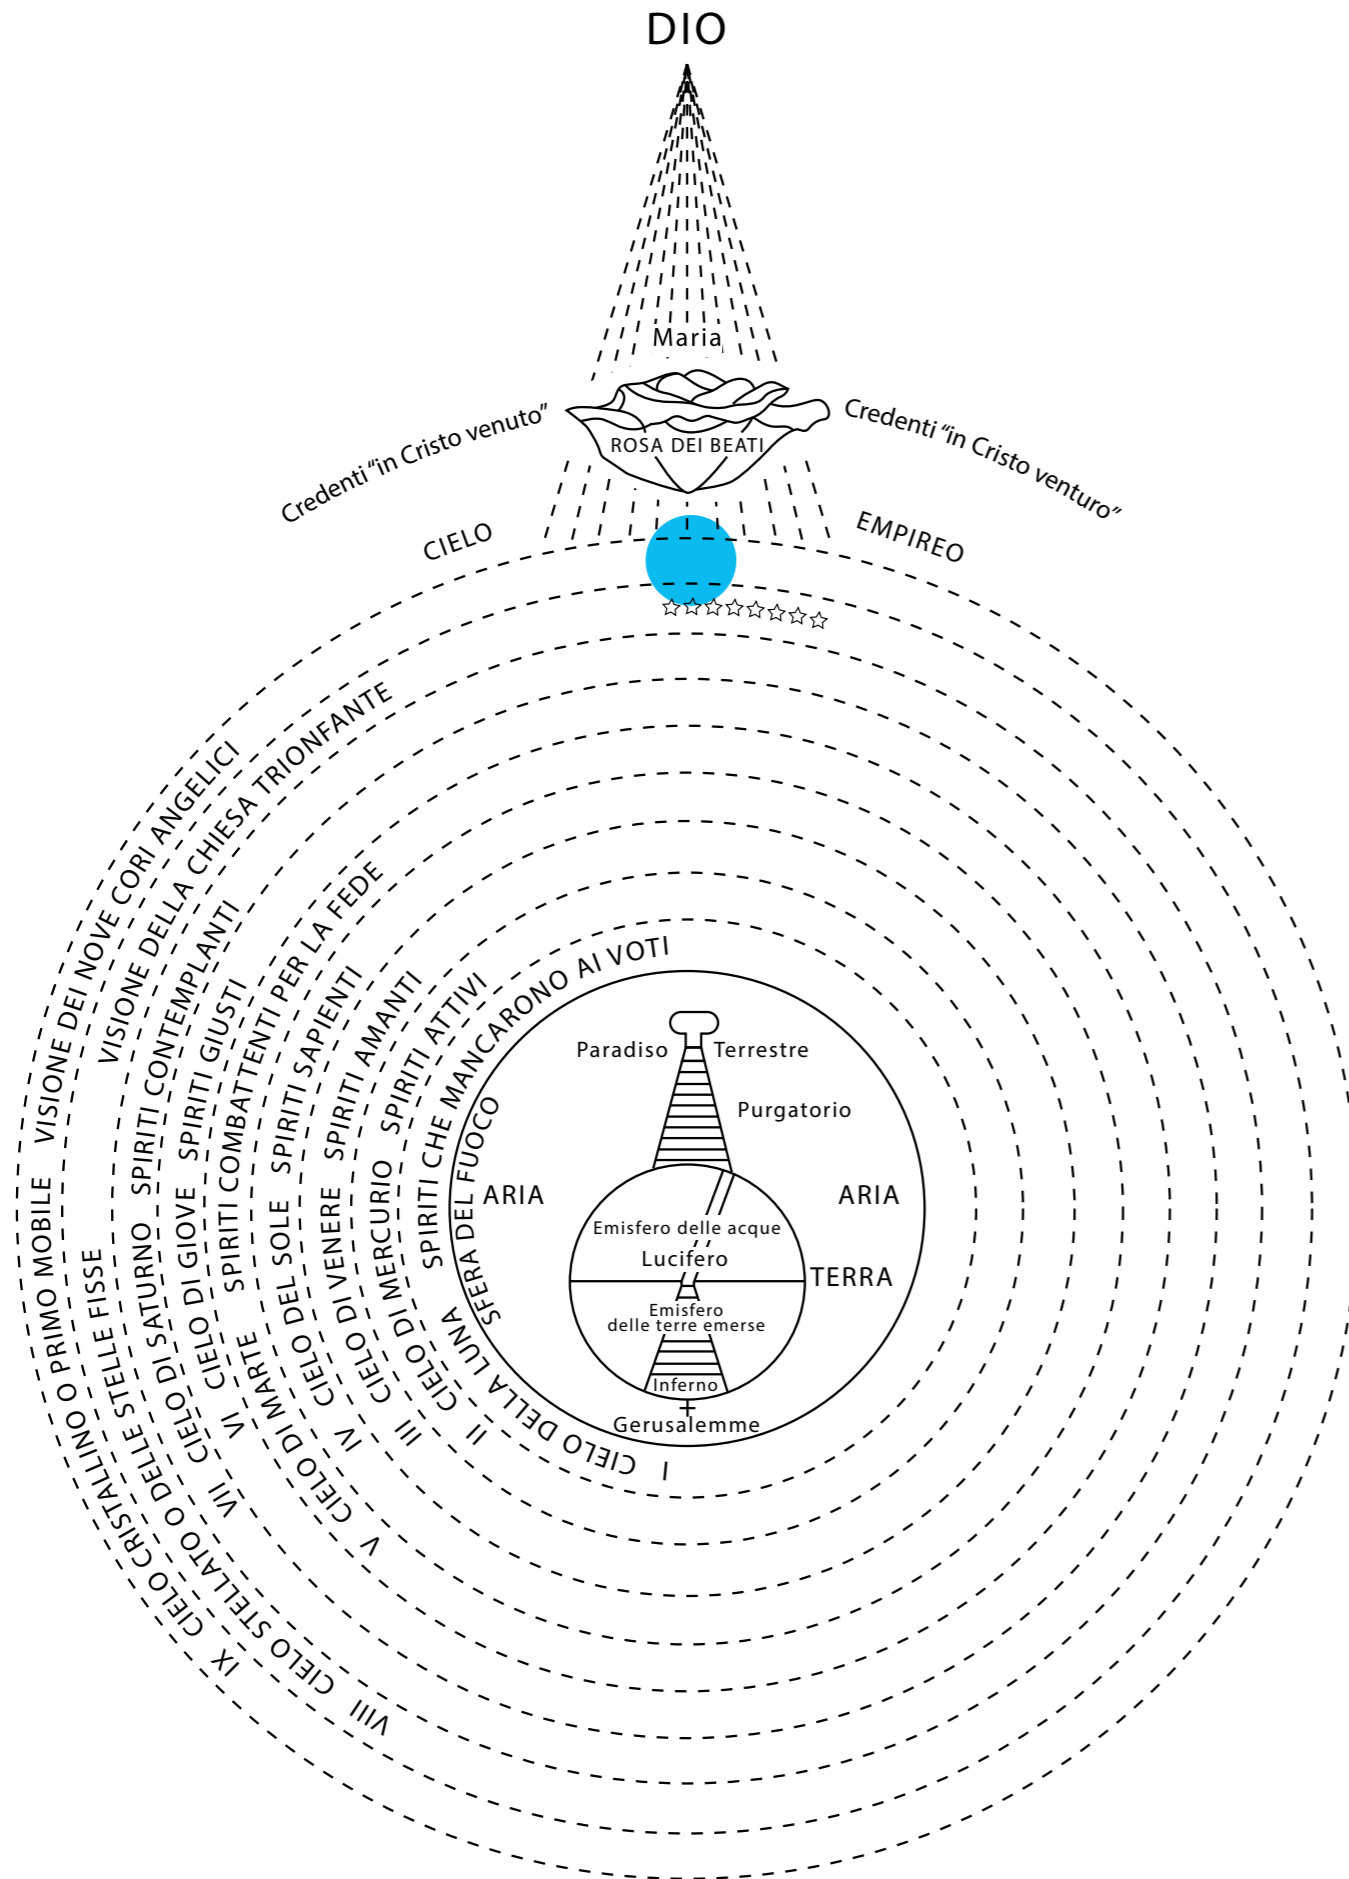 DIO
Maria
ROSA DEI BEATI
Credenti “in Cristo venuto”
Credenti “in Cristo venturo”
CIELO
EMPIREO
IX CIELO CRISTALLINO O PRIMO MOBILE VISIONE DEI NOVE CORI ANGELICI
VIII CIELO STELLATO O DELLE STELLE FISSE VISIONE DELLA CHIESA TRIONFANTE
VII CIELO DI SATURNO SPIRITI CONTEMPLANTI
VI CIELO DI GIOVE SPIRITI GIUSTI
V CIELO DI MARTE SPIRITI COMBATTENTI PER LA FEDE
IV CIELO DEL SOLE SPIRITI SAPIENTI
III CIELO DI VENERE SPIRITI AMANTI
II CIELO DI MERCURIO SPIRITI ATTIVI
I CIELO DELLA LUNA SPIRITI CHE MANCARONO AI VOTI
SFERA DEL FUOCO
Paradiso Terrestre
Purgatorio
ARIA
ARIA
Emisfero delle acque
Lucifero
TERRA
Emisfero
delle terre emerse
Inferno
Gerusalemme